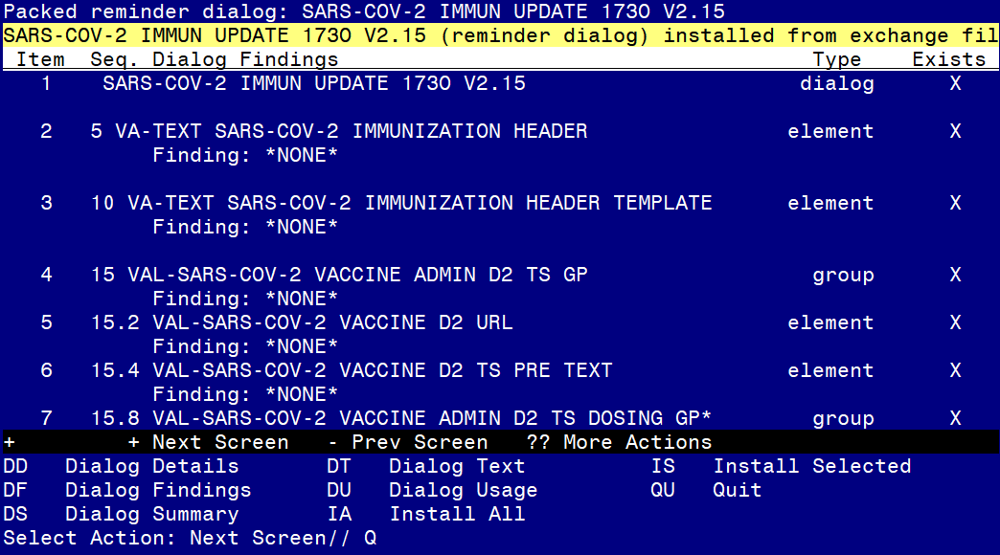 Packed reminder dialog: SARS-COV-2 IMMUN UPDATE 1730 V2.15
SARS-COV-2 IMMUN UPDATE 1730 V2.15 (reminder dialog) installed from exchange fil
Item Seq. Dialog Findings Type Exists
1 SARS-COV-2 IMMUN UPDATE 1730 V2.15 dialog X
2 5 VA-TEXT SARS-COV-2 IMMUNIZATION HEADER element X
Finding: *NONE*
3 10 VA-TEXT SARS-COV-2 IMMUNIZATION HEADER TEMPLATE element X
Finding: *NONE*
4 15 VAL-SARS-COV-2 VACCINE ADMIN D2 TS GP group X
Finding: *NONE*
5 15.2 VAL-SARS-COV-2 VACCINE D2 URL element X
Finding: *NONE*
6 15.4 VAL-SARS-COV-2 VACCINE D2 TS PRE TEXT element X
Finding: *NONE*
7 15.8 VAL-SARS-COV-2 VACCINE ADMIN D2 TS DOSING GP* group X
+ + Next Screen - Prev Screen ?? More Actions
DD Dialog Details DT Dialog Text IS Install Selected
DF Dialog Findings DU Dialog Usage QU Quit
DS Dialog Summary IA Install All
Select Action: Next Screen// Q